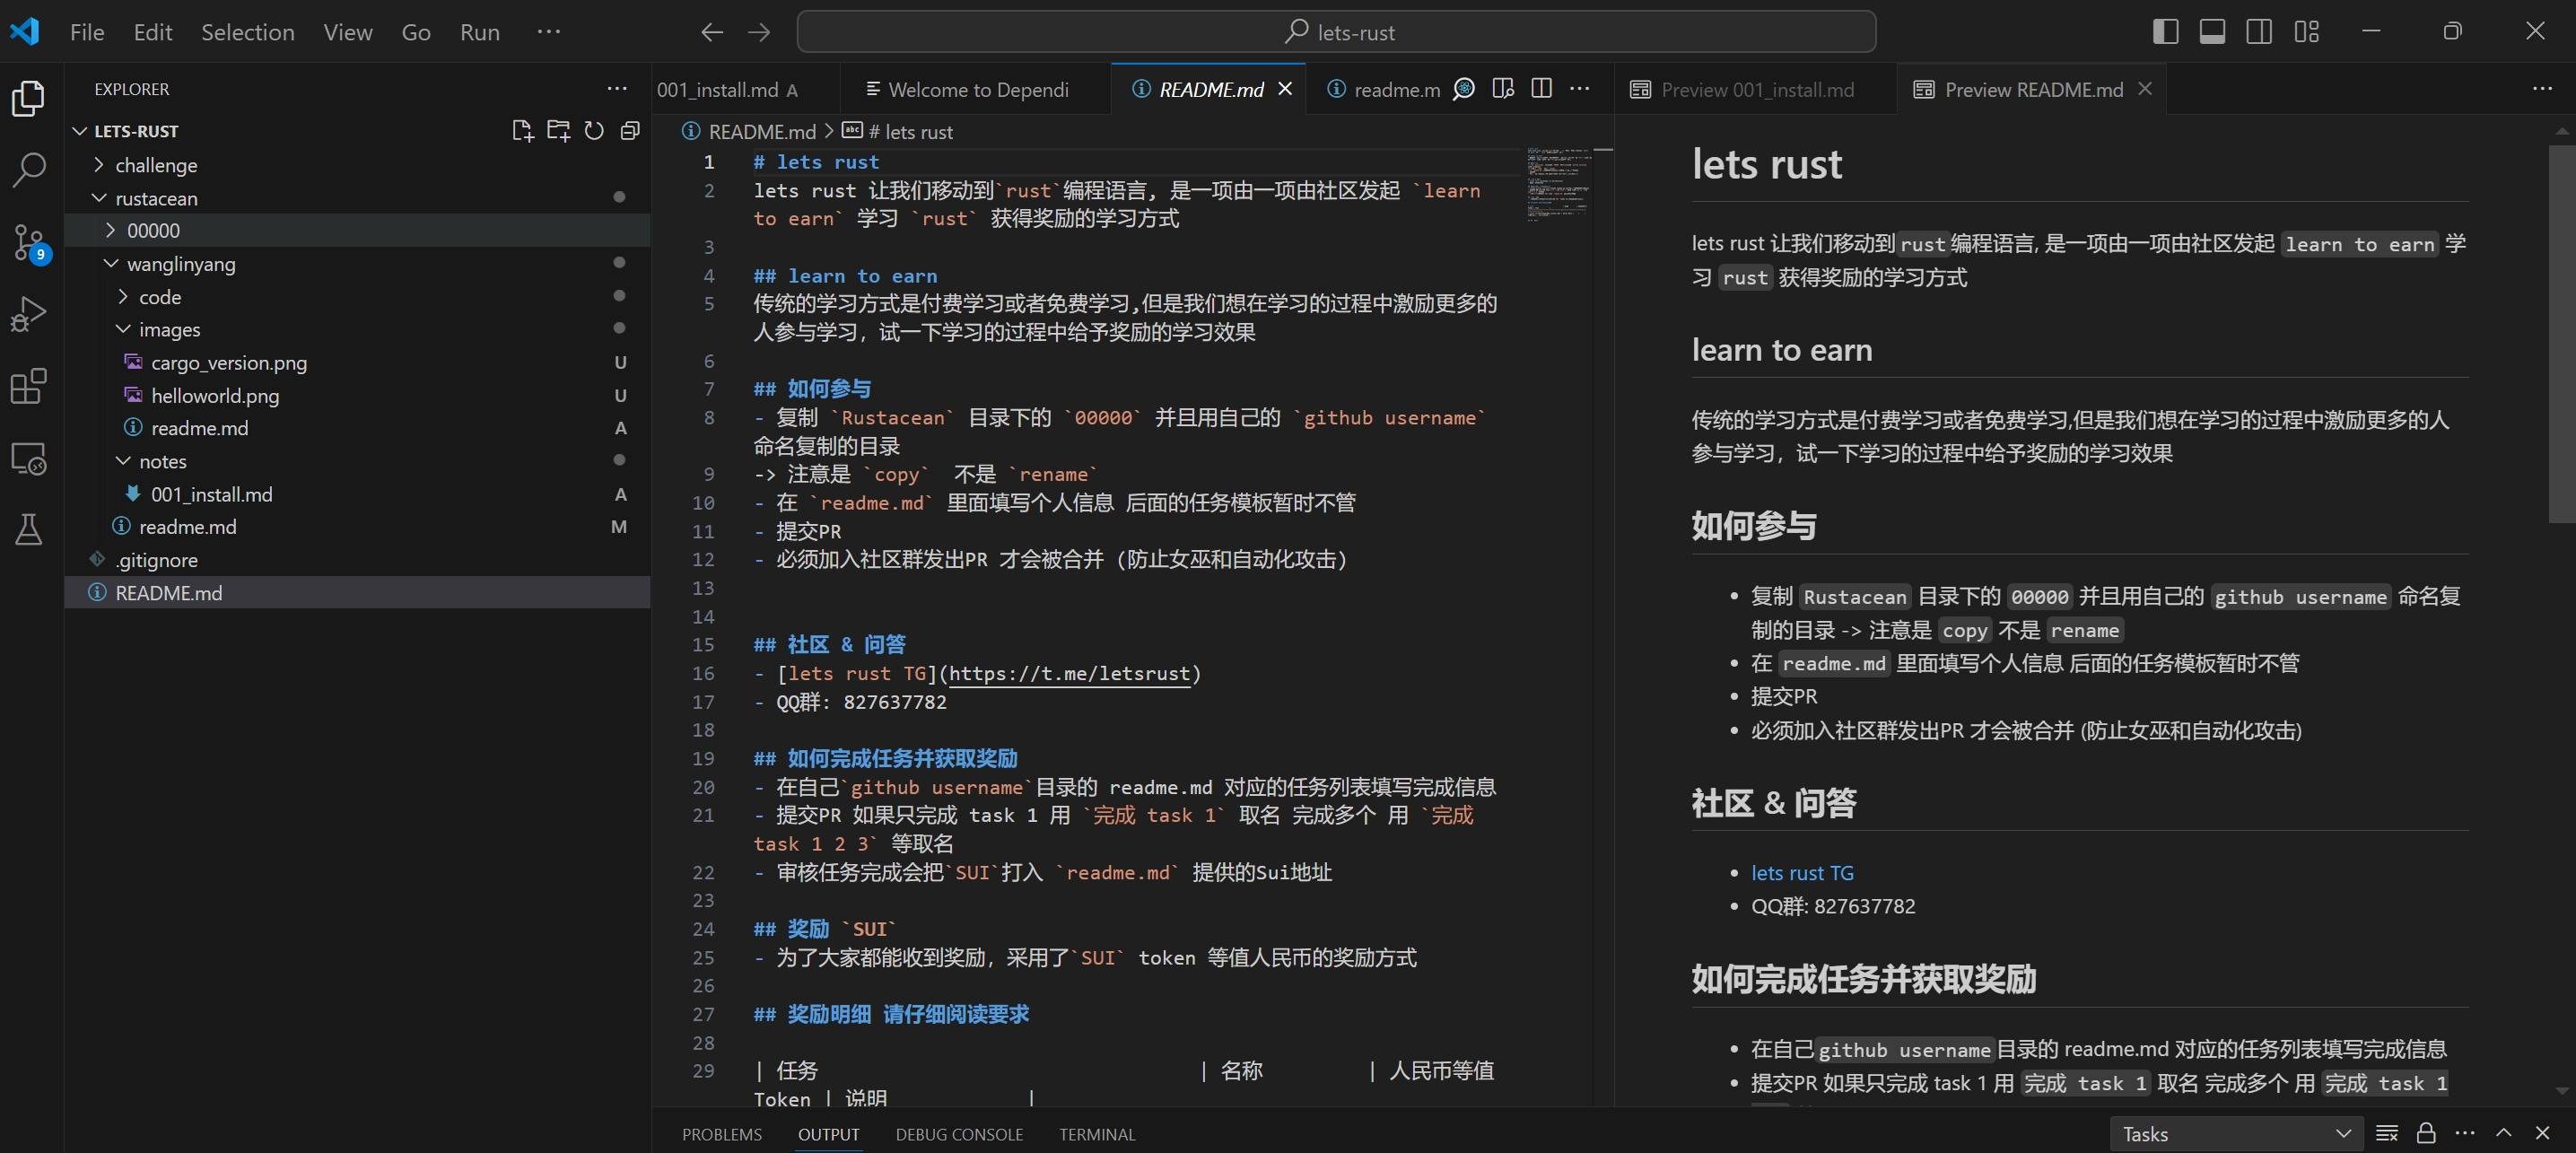 File Edit Selection View Go Run ···
lets-rust
EXPLORER
LETS-RUST
challenge
rustacean
00000
wanglinyang
code
images
cargo_version.png U
helloworld.png U
readme.md A
notes
001_install.md A
readme.md M
.gitignore
README.md
9
001_install.md A
Welcome to Dependi
README.md
readme.m
README.md > # lets rust
1 # lets rust
2 lets rust 让我们移动到`rust`编程语言, 是一项由一项由社区发起 `learn
to earn` 学习 `rust` 获得奖励的学习方式
3
4 ## learn to earn
5 传统的学习方式是付费学习或者免费学习,但是我们想在学习的过程中激励更多的
人参与学习，试一下学习的过程中给予奖励的学习效果
6
7 ## 如何参与
8 - 复制 `Rustacean` 目录下的 `00000` 并且用自己的 `github username`
命名复制的目录
9 -> 注意是 `copy`  不是 `rename`
10 - 在 `readme.md` 里面填写个人信息 后面的任务模板暂时不管
11 - 提交PR
12 - 必须加入社区群发出PR 才会被合并 (防止女巫和自动化攻击)
13
14
15 ## 社区 & 问答
16 - [lets rust TG](https://t.me/letsrust)
17 - QQ群: 827637782
18
19 ## 如何完成任务并获取奖励
20 - 在自己`github username`目录的 readme.md 对应的任务列表填写完成信息
21 - 提交PR 如果只完成 task 1 用 `完成 task 1` 取名 完成多个 用 `完成
task 1 2 3` 等取名
22 - 审核任务完成会把`SUI`打入 `readme.md` 提供的Sui地址
23
24 ## 奖励 `SUI`
25 - 为了大家都能收到奖励，采用了`SUI` token 等值人民币的奖励方式
26
27 ## 奖励明细 请仔细阅读要求
28
29 | 任务 | 名称 | 人民币等值
Token | 说明 |
Preview 001_install.md
Preview README.md
lets rust
lets rust 让我们移动到rust编程语言, 是一项由一项由社区发起 learn to earn 学
习 rust 获得奖励的学习方式
learn to earn
传统的学习方式是付费学习或者免费学习,但是我们想在学习的过程中激励更多的人
参与学习，试一下学习的过程中给予奖励的学习效果
如何参与
• 复制 Rustacean 目录下的 00000 并且用自己的 github username 命名复
制的目录 -> 注意是 copy 不是 rename
• 在 readme.md 里面填写个人信息 后面的任务模板暂时不管
• 提交PR
• 必须加入社区群发出PR 才会被合并 (防止女巫和自动化攻击)
社区 & 问答
• lets rust TG
• QQ群: 827637782
如何完成任务并获取奖励
• 在自己github username目录的 readme.md 对应的任务列表填写完成信息
• 提交PR 如果只完成 task 1 用 完成 task 1 取名 完成多个 用 完成 task 1
PROBLEMS OUTPUT DEBUG CONSOLE TERMINAL
Tasks